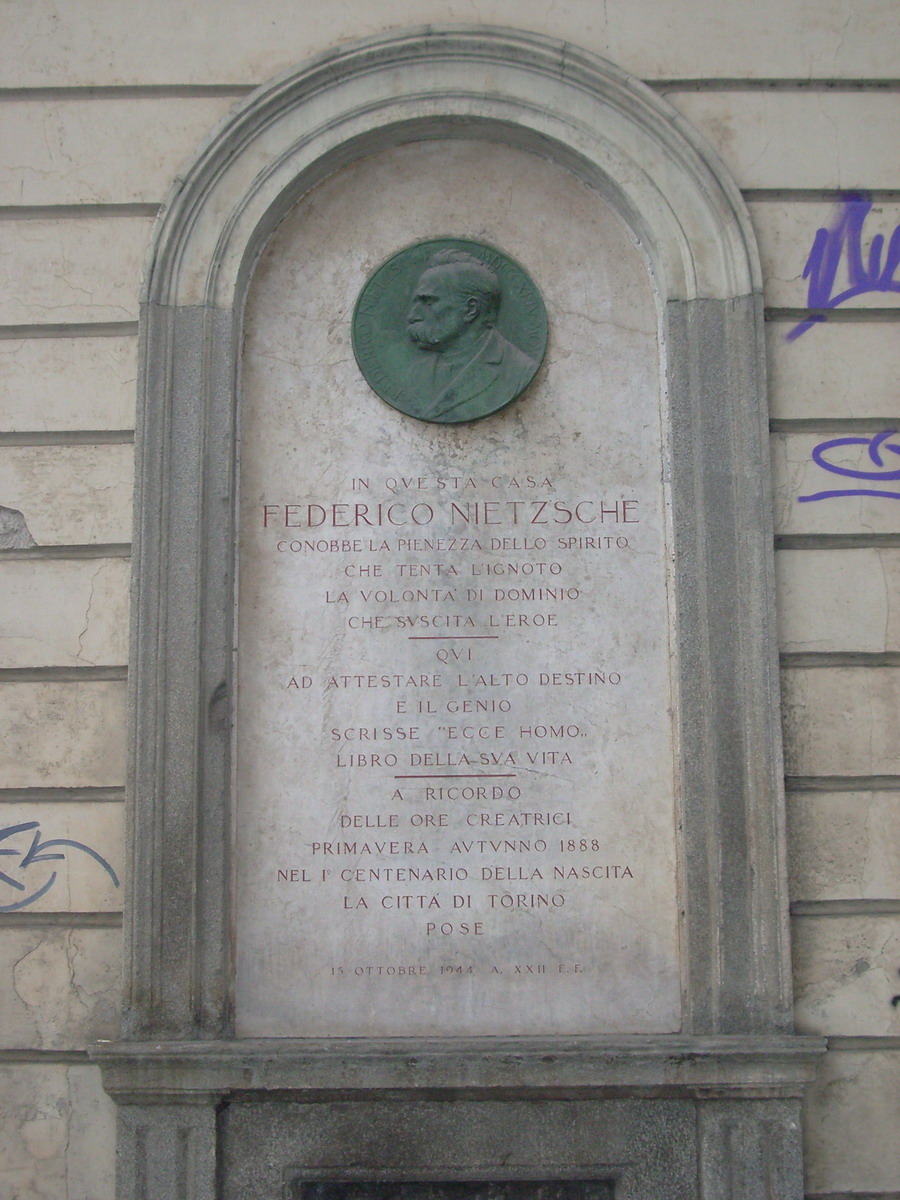 IN QVESTA CASA
FEDERICO NIETZSCHE
CONOBBE LA PIENEZZA DELLO SPIRITO
CHE TENTA L'IGNOTO
LA VOLONTA' DI DOMINIO
CHE SVSCITA L'EROE
QVI
AD ATTESTARE L'ALTO DESTINO
E IL GENIO
SCRISSE "ECCE HOMO„
LIBRO DELLA SVA VITA
A RICORDO
DELLE ORE CREATRICI
PRIMAVERA AVTVNNO 1888
NEL I° CENTENARIO DELLA NASCITA
LA CITTÁ DI TORINO
POSE
15 OTTOBRE 1944 A. XXII E.F.